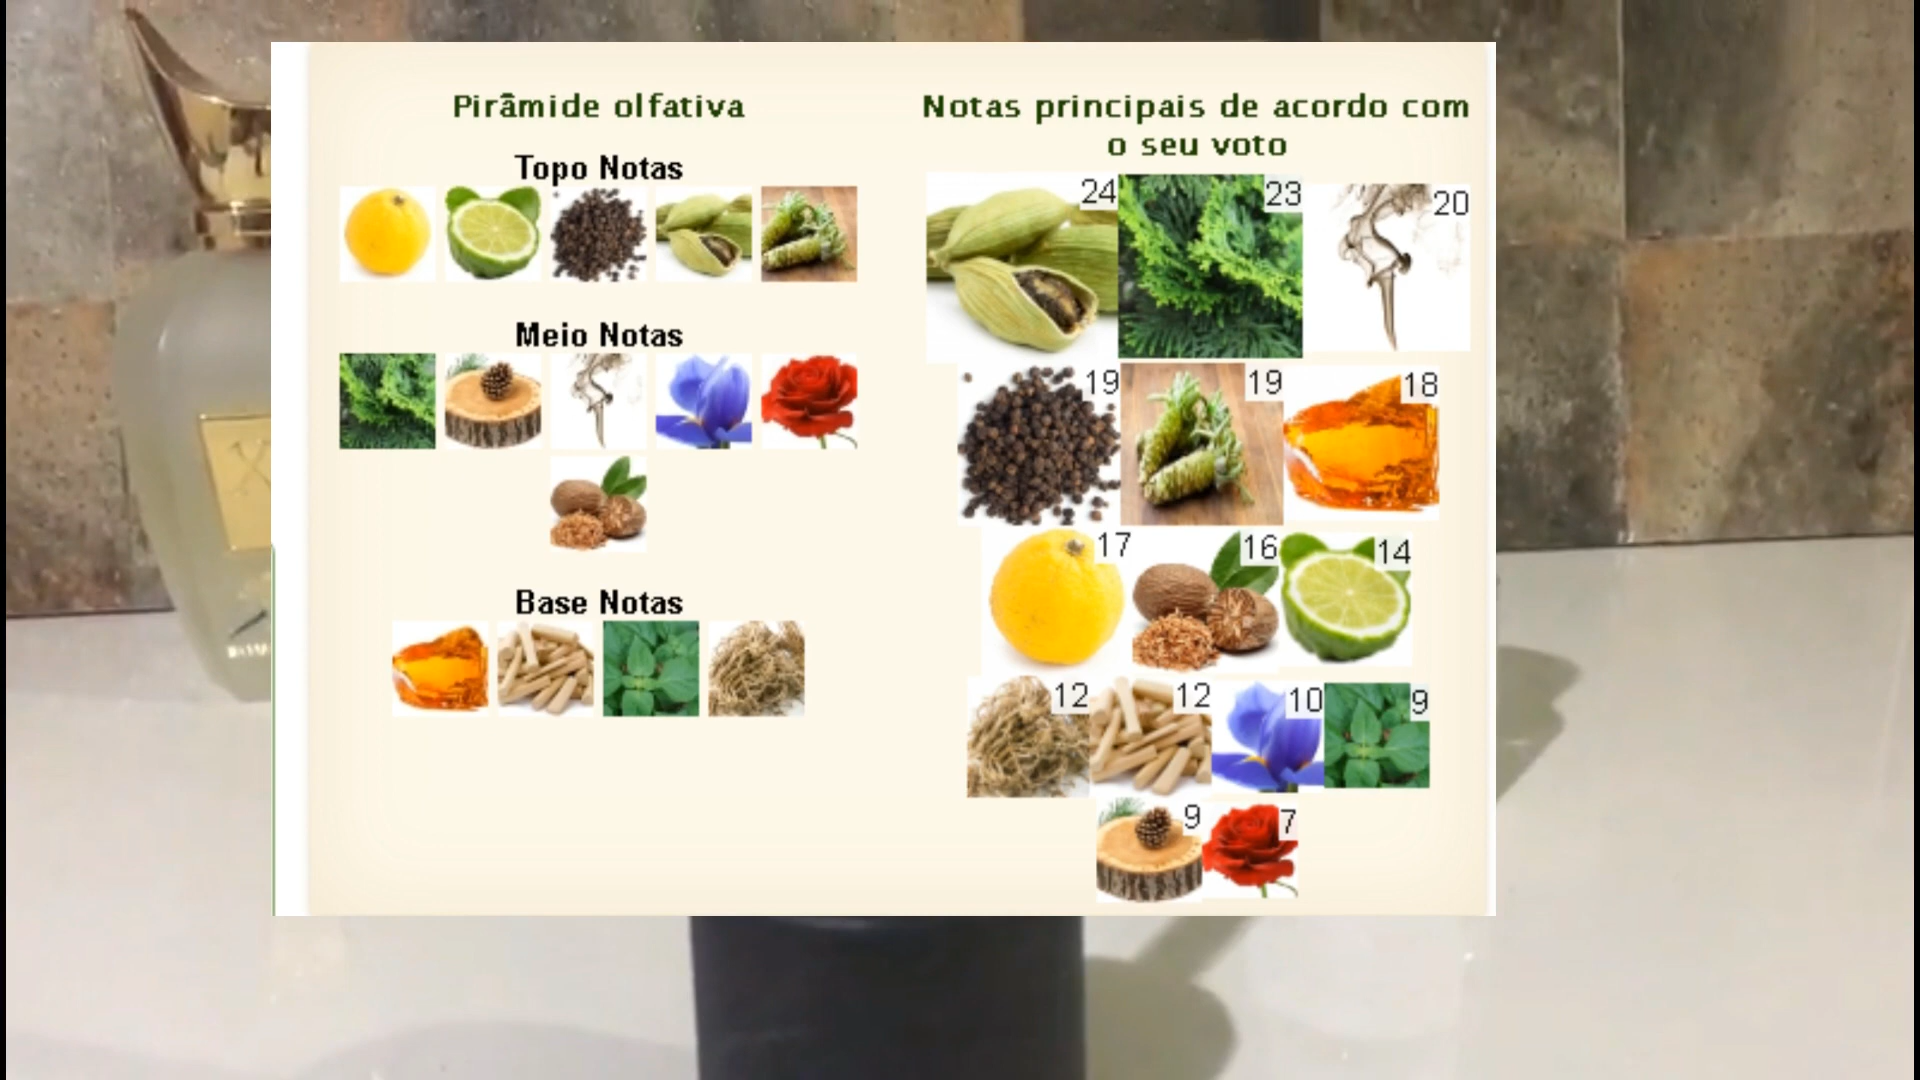 Pirâmide olfativa
Topo Notas
Meio Notas
Base Notas
Notas principais de acordo com
o seu voto
24
23
20
19
19
18
17
16
14
12
12
10
9
9
7